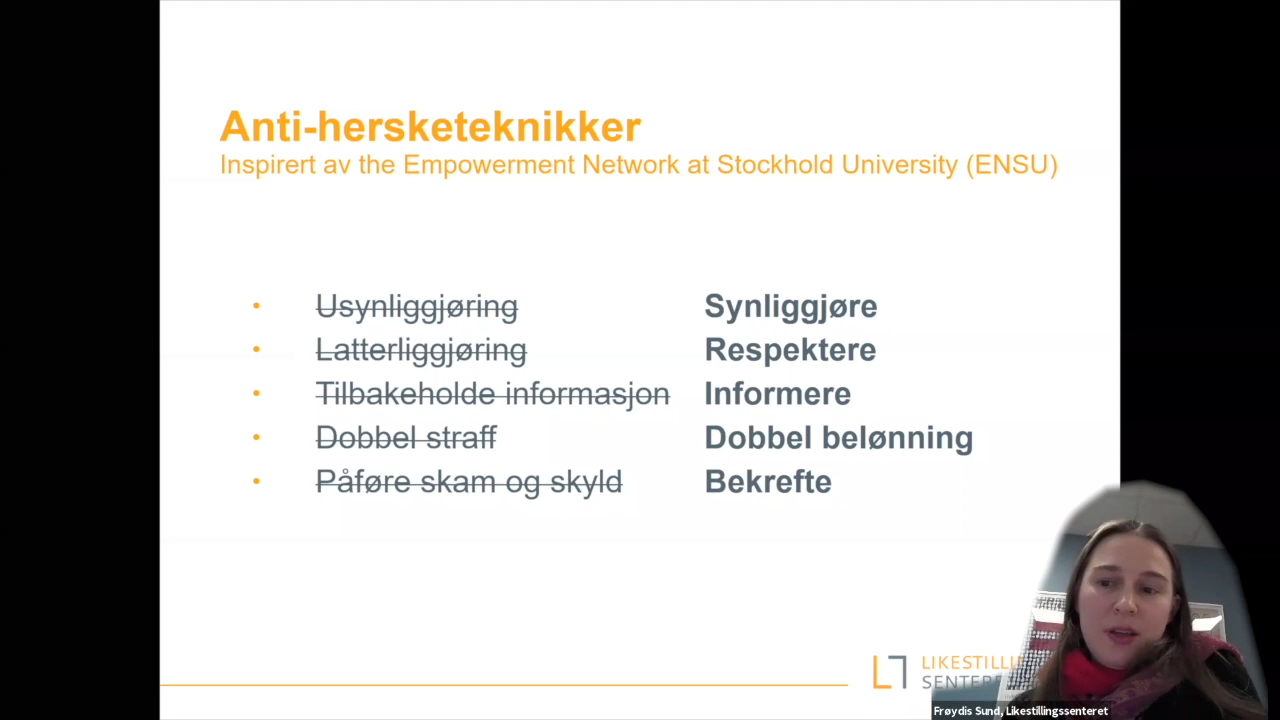 Anti-hersketeknikker
Inspirert av the Empowerment Network at Stockhold University (ENSU)
• Usynliggjøring Synliggjøre
• Latterliggjøring Respektere
• Tilbakeholde informasjon Informere
• Dobbel straff Dobbel belønning
• Påføre skam og skyld Bekrefte
Frøydis Sund, Likestillingssenteret